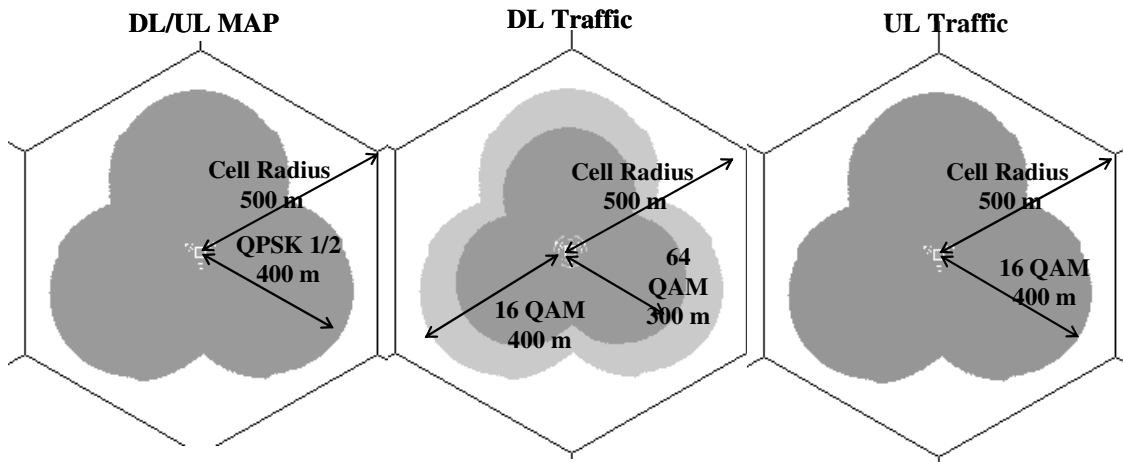 DL/UL MAP
Cell Radius
500 m
QPSK 1/2
400 m
DL Traffic
Cell Radius
500 m
64
QAM
300 m
16 QAM
400 m
UL Traffic
Cell Radius
500 m
16 QAM
400 m